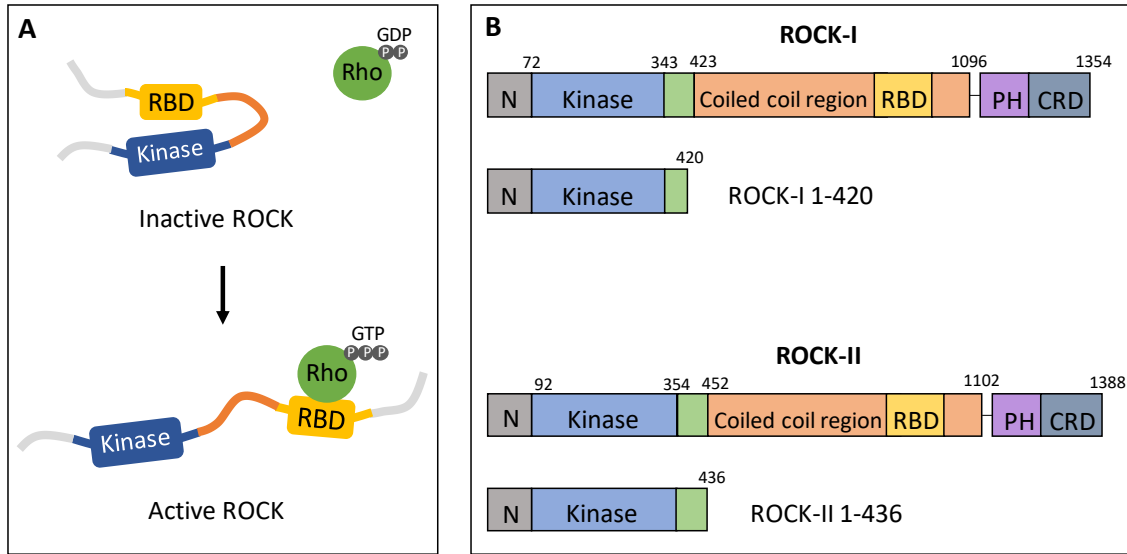 A
GDP
P P
Rho
RBD
Kinase
Inactive ROCK
GTP
P P P
Rho
RBD
Kinase
Active ROCK
B
ROCK-I
72 343 423 1096 1354
N Kinase Coiled coil region RBD PH CRD
420
N Kinase ROCK-I 1-420
ROCK-II
92 354 452 1102 1388
N Kinase Coiled coil region RBD PH CRD
436
N Kinase ROCK-II 1-436